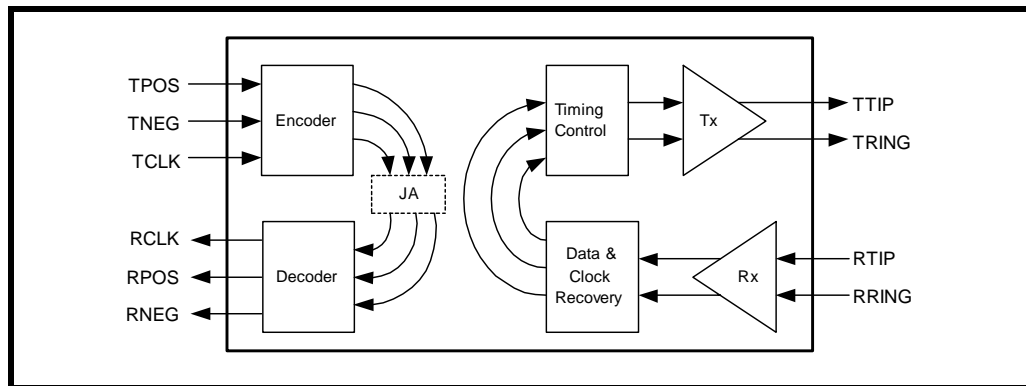 TPOS
TNEG
TCLK
Encoder
JA
RCLK
RPOS
RNEG
Decoder
Timing
Control
Tx
TTIP
TRING
Data &
Clock
Recovery
Rx
RTIP
RRING